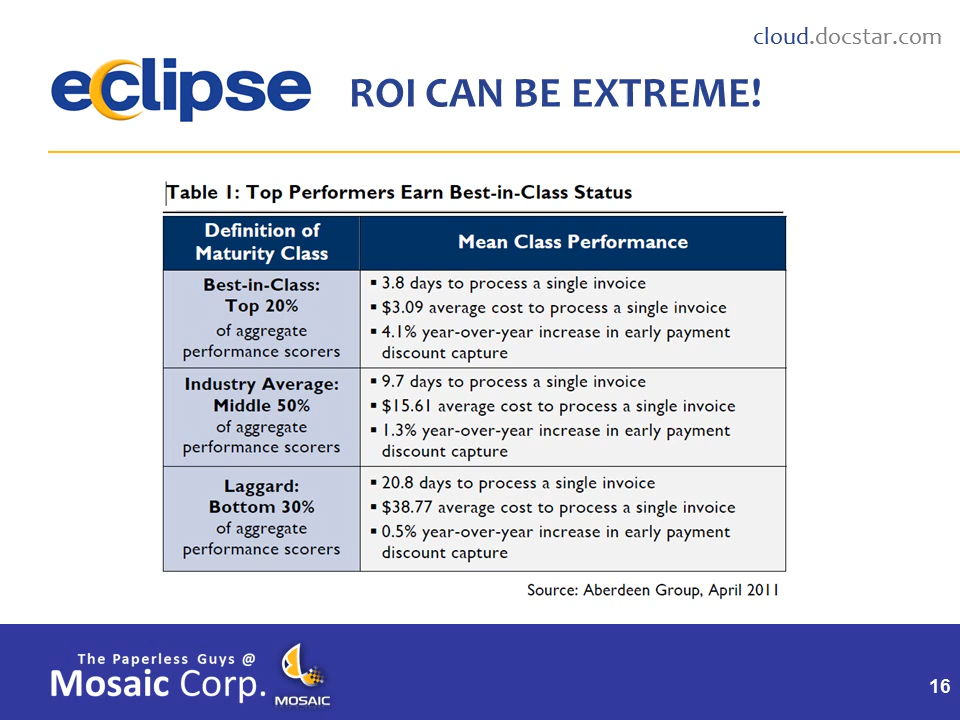 cloud.docstar.com
eclipse
ROI CAN BE EXTREME!
Table 1: Top Performers Earn Best-in-Class Status
Definition of
Maturity Class
Mean Class Performance
Best-in-Class:
Top 20%
of aggregate
performance scorers
▪ 3.8 days to process a single invoice
▪ $3.09 average cost to process a single invoice
▪ 4.1% year-over-year increase in early payment
discount capture
Industry Average:
Middle 50%
of aggregate
performance scorers
▪ 9.7 days to process a single invoice
▪ $15.61 average cost to process a single invoice
▪ 1.3% year-over-year increase in early payment
discount capture
Laggard:
Bottom 30%
of aggregate
performance scorers
▪ 20.8 days to process a single invoice
▪ $38.77 average cost to process a single invoice
▪ 0.5% year-over-year increase in early payment
discount capture
Source: Aberdeen Group, April 2011
The Paperless Guys @
Mosaic Corp.
MOSAIC
16